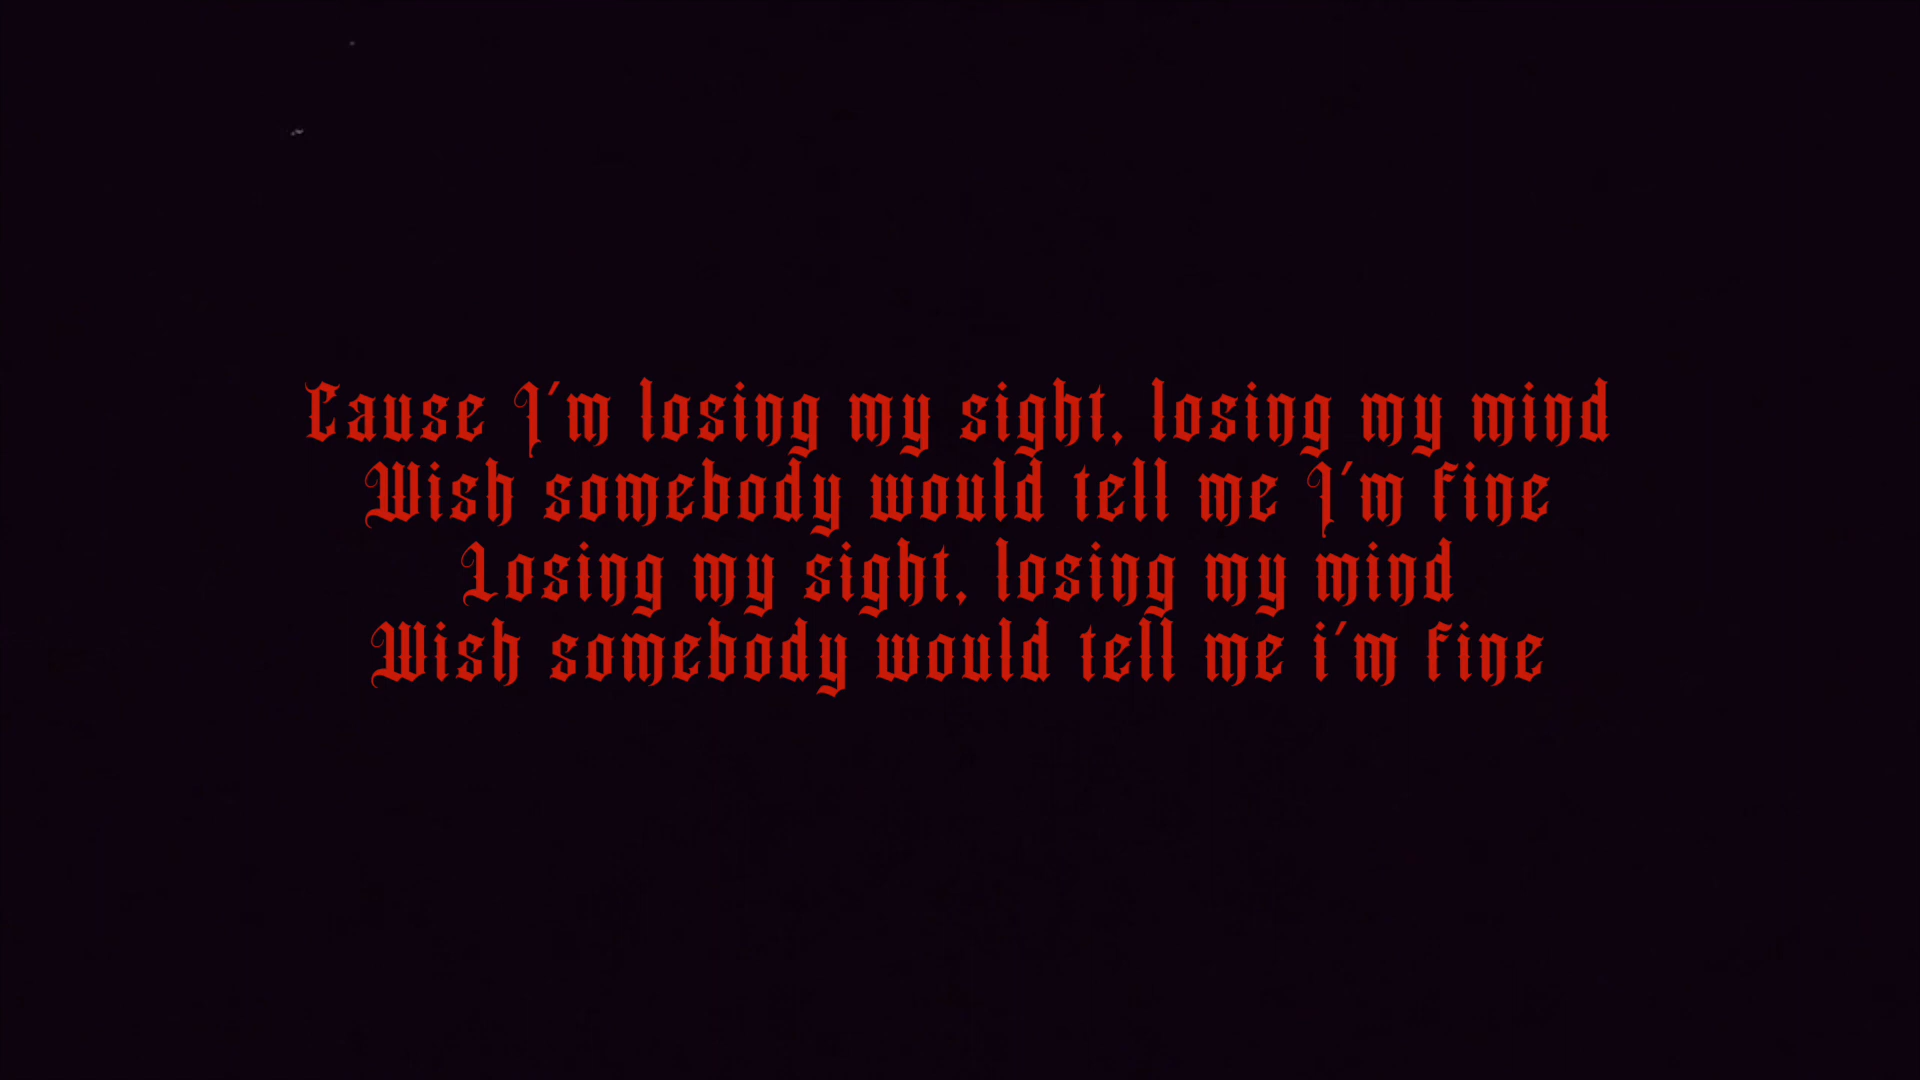 Cause I'm losing my sight, losing my mind
Wish somebody would tell me I'm fine
Losing my sight, losing my mind
Wish somebody would tell me i'm fine